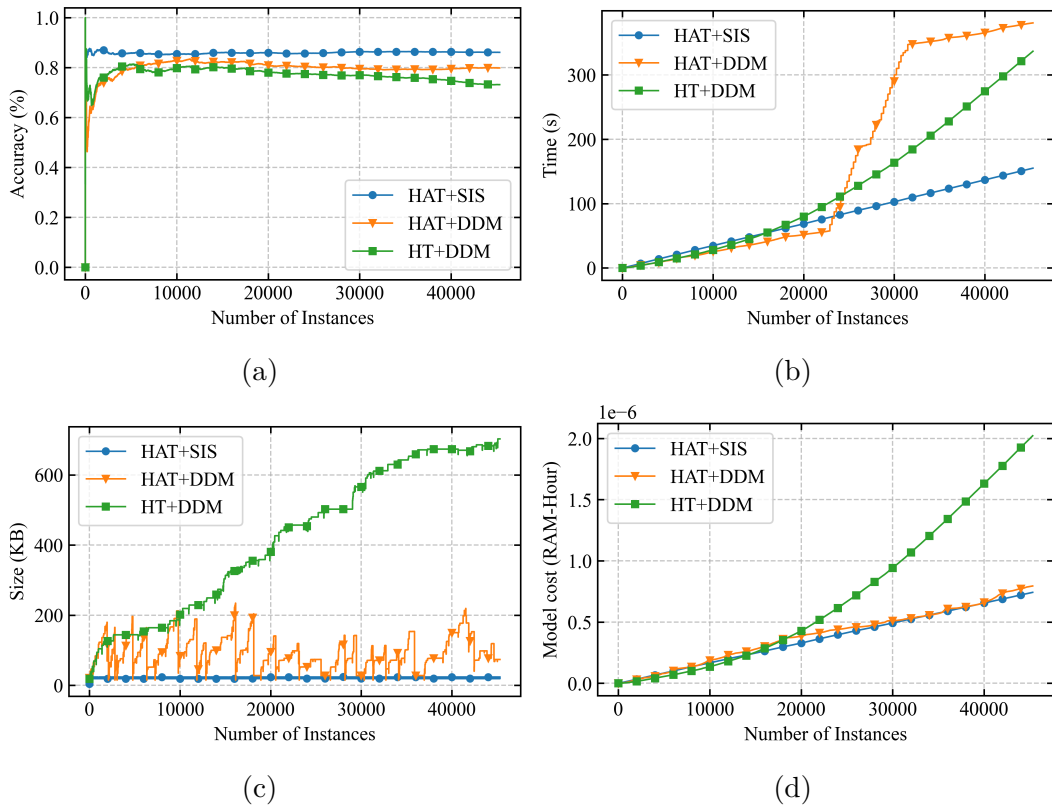 1.0
0.8
0.6
0.4
0.2
0.0
Accuracy (%)
HAT+SIS
HAT+DDM
HT+DDM
0 10000 20000 30000 40000
Number of Instances
(a)
300
200
100
0
Time (s)
HAT+SIS
HAT+DDM
HT+DDM
0 10000 20000 30000 40000
Number of Instances
(b)
600
400
200
0
Size (KB)
HAT+SIS
HAT+DDM
HT+DDM
0 10000 20000 30000 40000
Number of Instances
(c)
1e−6
2.0
1.5
1.0
0.5
0.0
Model cost (RAM-Hour)
HAT+SIS
HAT+DDM
HT+DDM
0 10000 20000 30000 40000
Number of Instances
(d)